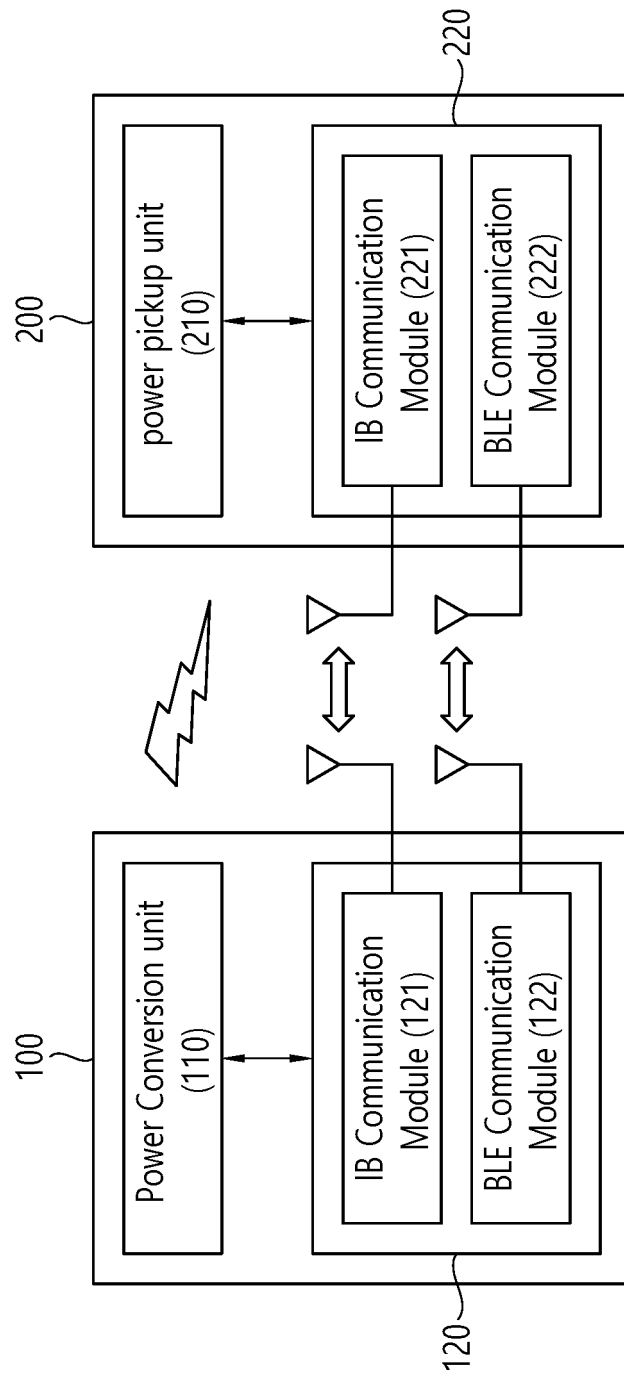 100
Power Conversion unit
(110)
IB Communication
Module (121)
BLE Communication
Module (122)
120
200
power pickup unit
(210)
IB Communication
Module (221)
BLE Communication
Module (222)
220